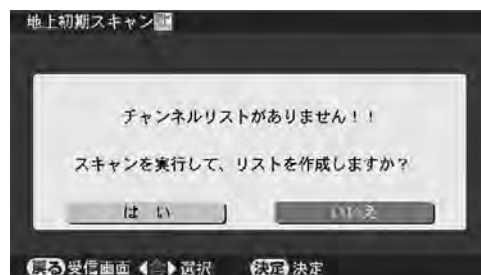 地上初期スキャン
チャンネルリストがありません！！
スキャンを実行して、リストを作成しますか？
はい いいえ
戻る 受信画面 選択 決定 決定